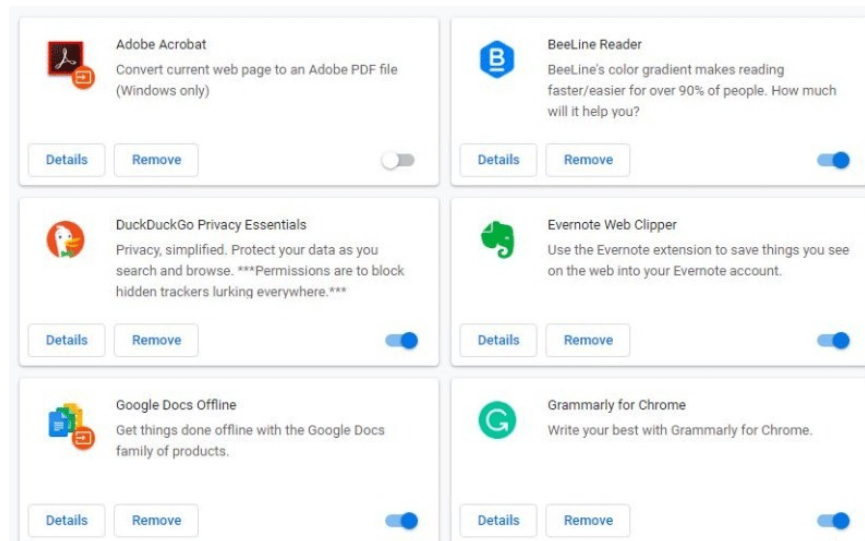 Adobe Acrobat
Convert current web page to an Adobe PDF file
(Windows only)
Details Remove
B
BeeLine Reader
BeeLine's color gradient makes reading
faster/easier for over 90% of people. How much
will it help you?
Details Remove
DuckDuckGo Privacy Essentials
Privacy, simplified. Protect your data as you
search and browse. ***Permissions are to block
hidden trackers lurking everywhere.***
Details Remove
Evernote Web Clipper
Use the Evernote extension to save things you see
on the web into your Evernote account.
Details Remove
Google Docs Offline
Get things done offline with the Google Docs
family of products.
Details Remove
G
Grammarly for Chrome
Write your best with Grammarly for Chrome.
Details Remove